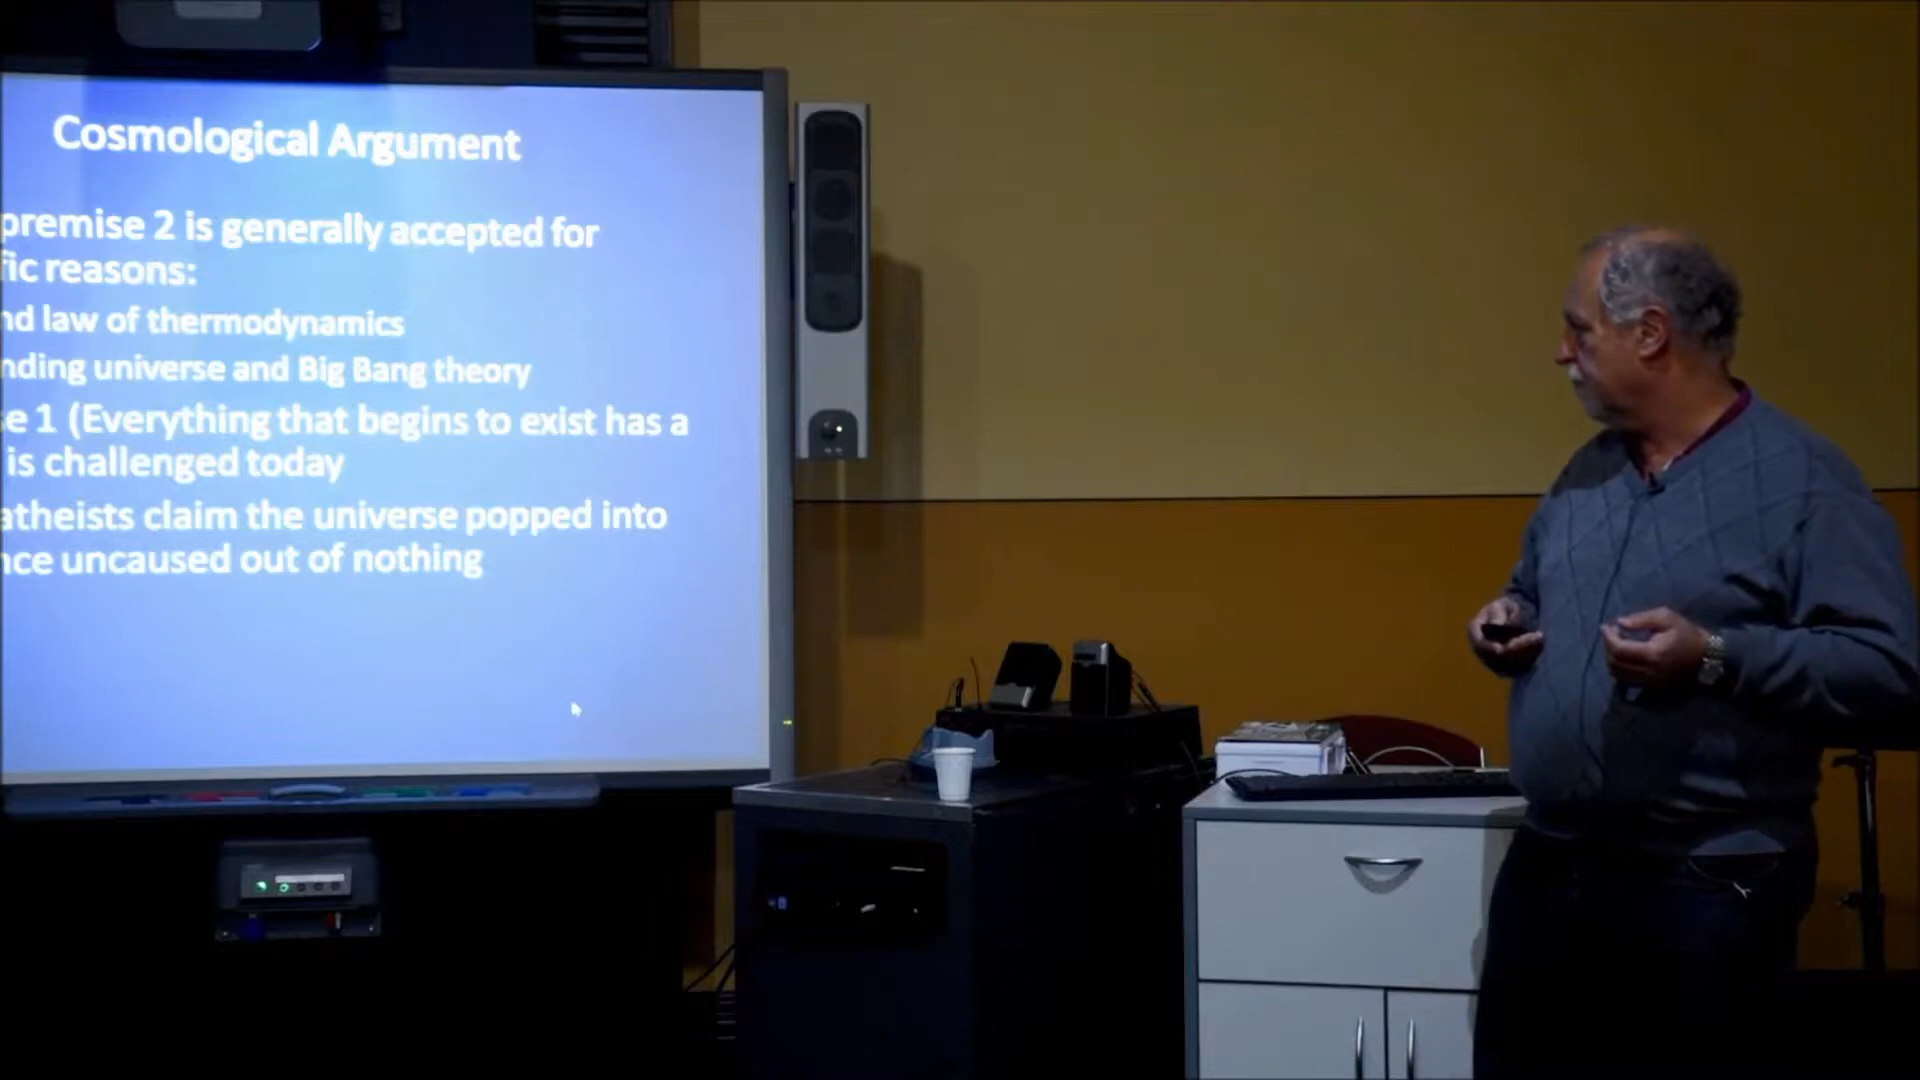 Cosmological Argument
premise 2 is generally accepted for
fic reasons:
nd law of thermodynamics
nding universe and Big Bang theory
se 1 (Everything that begins to exist has a
is challenged today
atheists claim the universe popped into
nce uncaused out of nothing